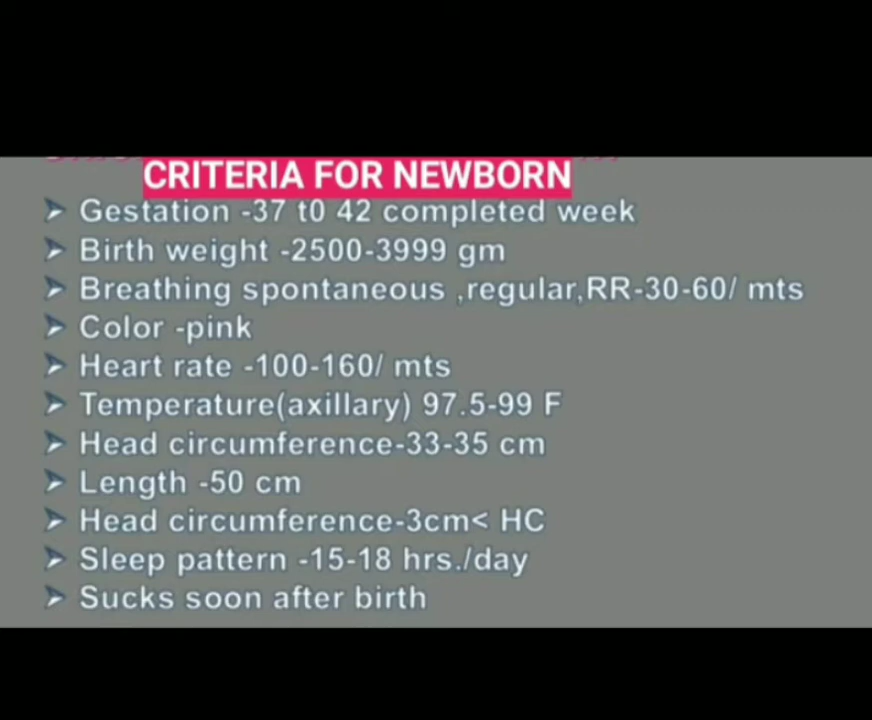 CRITERIA FOR NEWBORN
➤ Gestation -37 t0 42 completed week
➤ Birth weight -2500-3999 gm
➤ Breathing spontaneous ,regular,RR-30-60/ mts
➤ Color -pink
➤ Heart rate -100-160/ mts
➤ Temperature(axillary) 97.5-99 F
➤ Head circumference-33-35 cm
➤ Length -50 cm
➤ Head circumference-3cm< HC
➤ Sleep pattern -15-18 hrs./day
➤ Sucks soon after birth